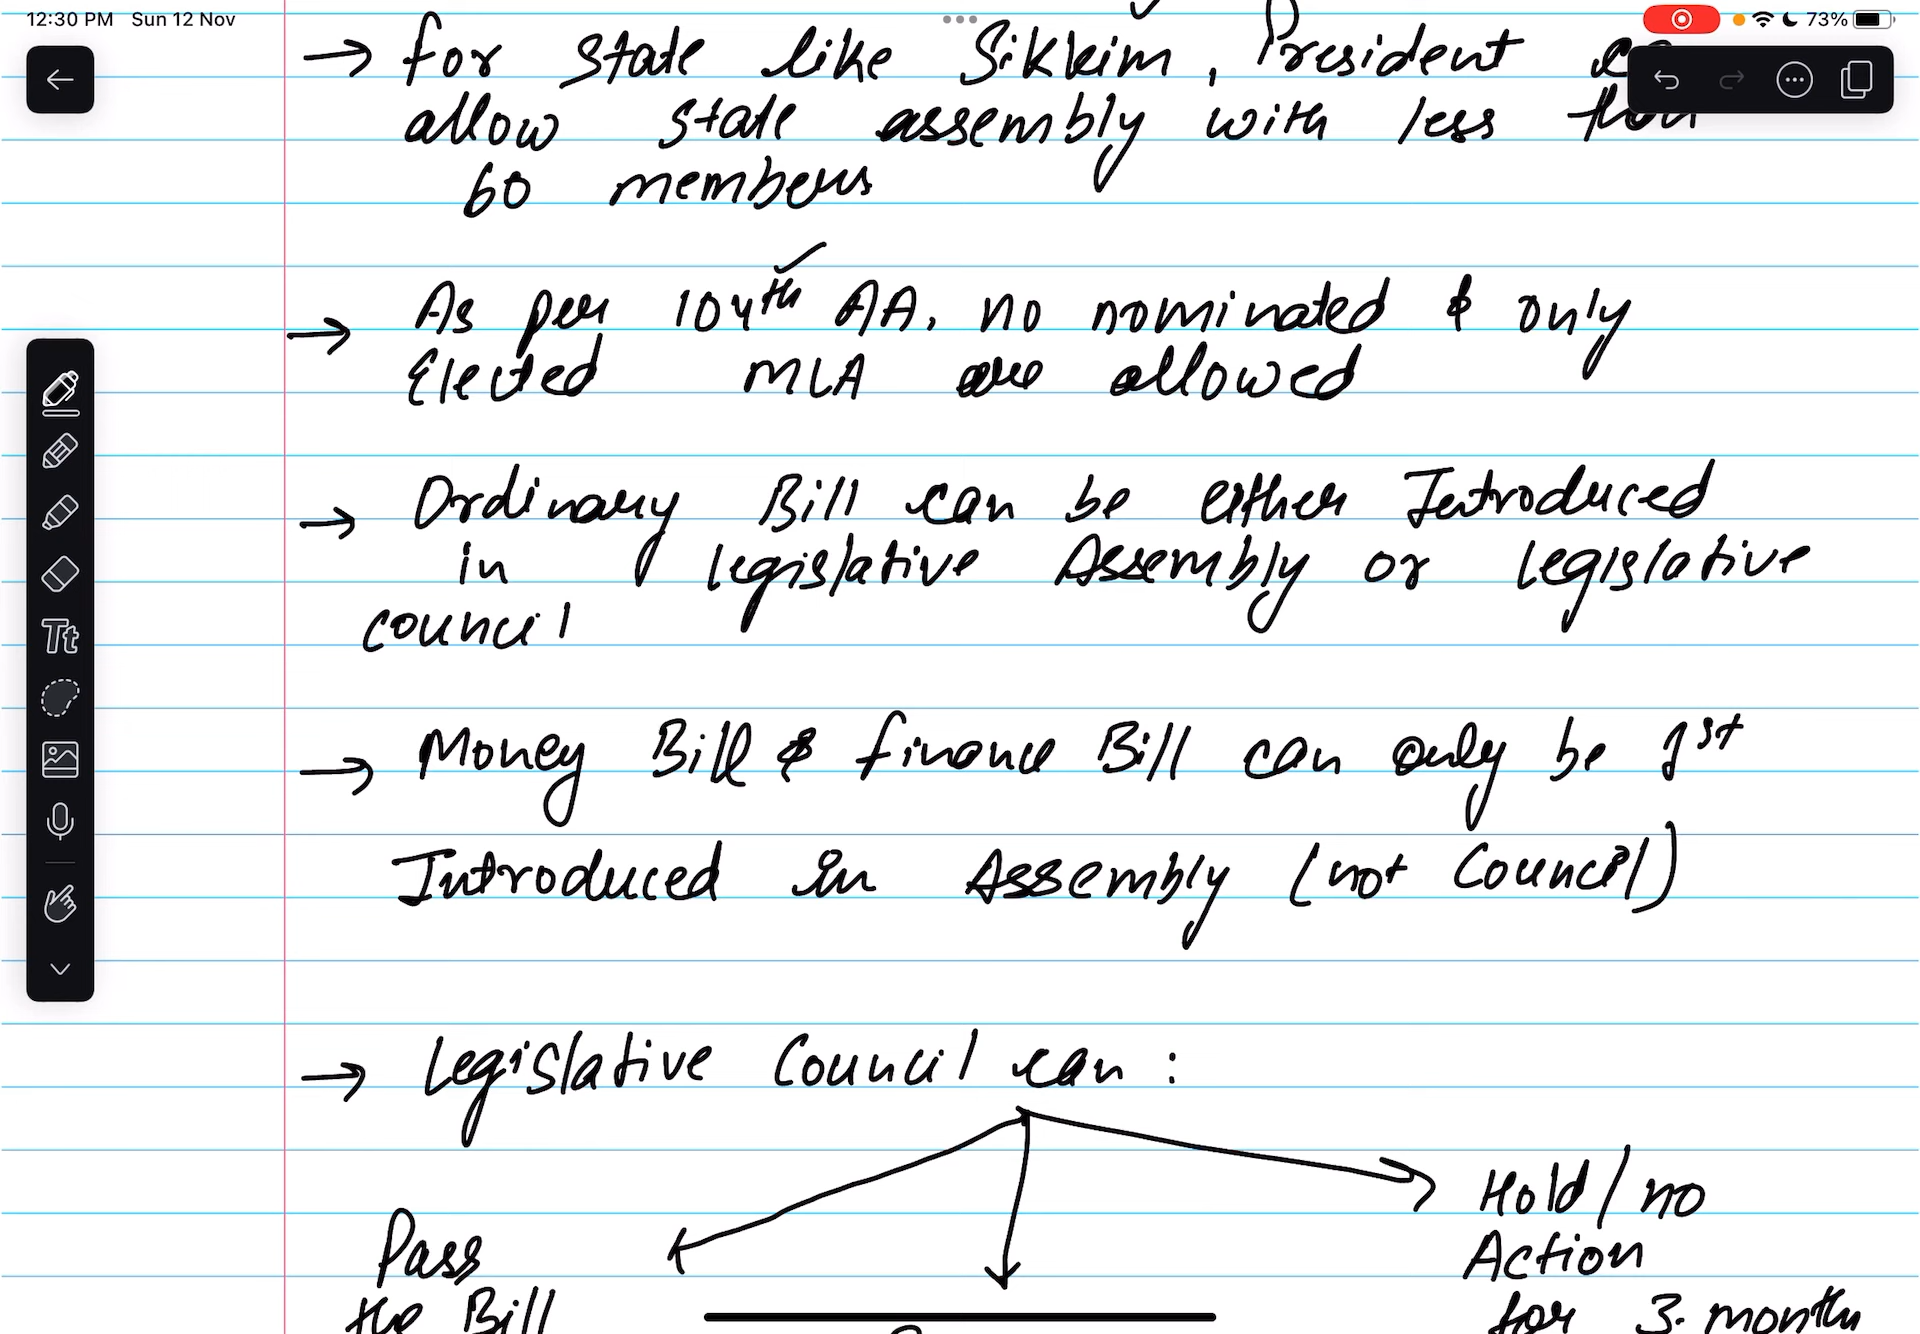 12:30 PM Sun 12 Nov
73%
→ for state like Sikkim, President
allow state assembly with less than
60 members
→ As per 104th AA, no nominated & only
Elected MLA are allowed
→ Ordinary Bill can be either Introduced
in legislative Assembly or legislative
council
→ Money Bill & finance Bill can only be 1st
Introduced in Assembly (not Council)
→ Legislative Council can :
Hold / no
Pass Action
the Bill for 3 months
Tt